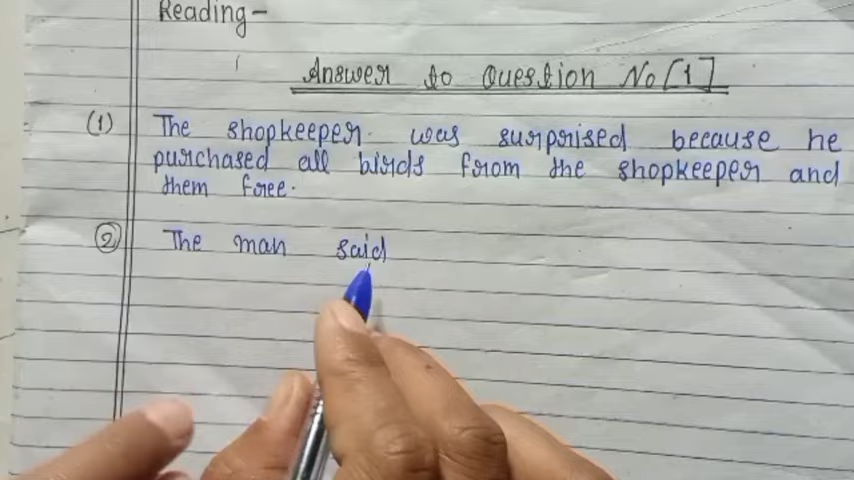 Reading-
Answer to Question No [1]
(1) The shopkeeper was surprised because he
purchased all birds from the shopkeeper and
them free.
(2) The man said